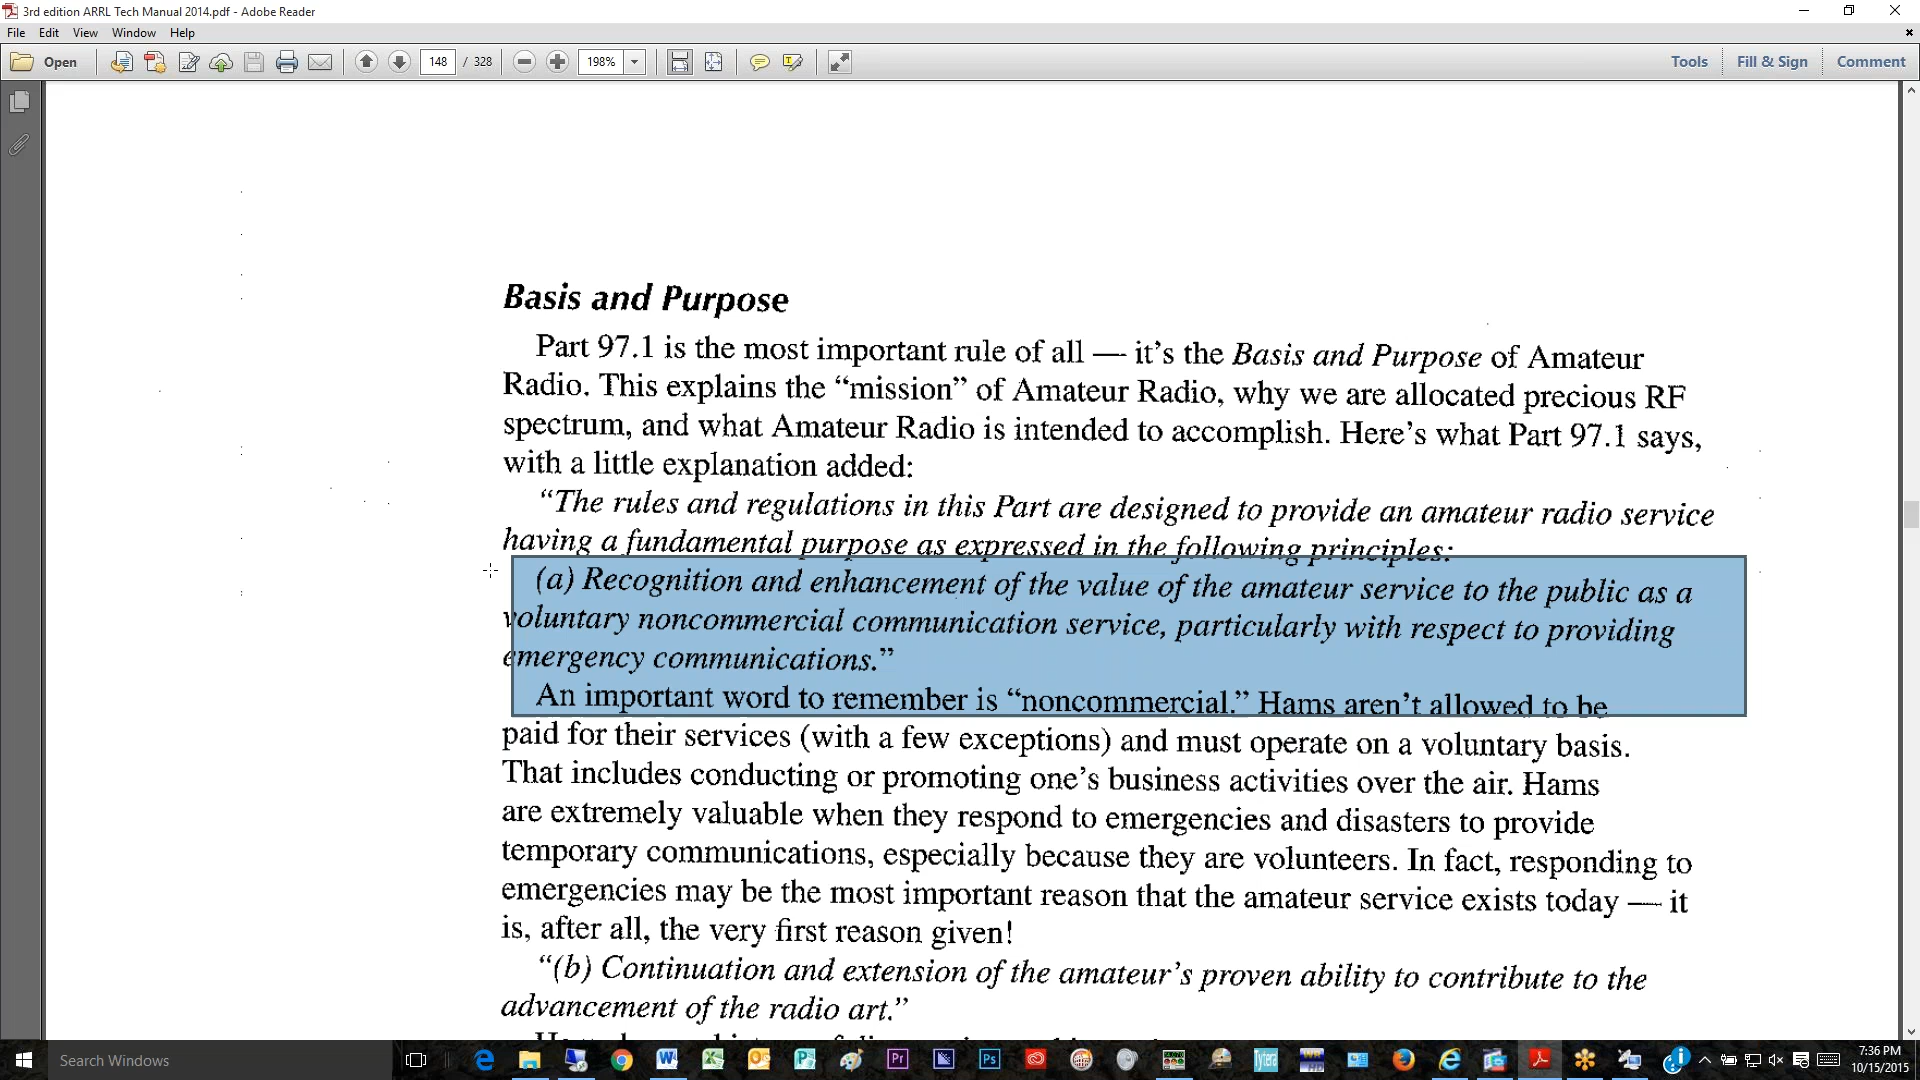 3rd edition ARRL Tech Manual 2014.pdf - Adobe Reader
File Edit View Window Help
Open 148 / 328 198% Tools Fill & Sign Comment
Basis and Purpose
Part 97.1 is the most important rule of all — it’s the Basis and Purpose of Amateur
Radio. This explains the “mission” of Amateur Radio, why we are allocated precious RF
spectrum, and what Amateur Radio is intended to accomplish. Here’s what Part 97.1 says,
with a little explanation added:
“The rules and regulations in this Part are designed to provide an amateur radio service
having a fundamental purpose as expressed in the following principles:
(a) Recognition and enhancement of the value of the amateur service to the public as a
voluntary noncommercial communication service, particularly with respect to providing
emergency communications.”
An important word to remember is “noncommercial.” Hams aren’t allowed to be
paid for their services (with a few exceptions) and must operate on a voluntary basis.
That includes conducting or promoting one’s business activities over the air. Hams
are extremely valuable when they respond to emergencies and disasters to provide
temporary communications, especially because they are volunteers. In fact, responding to
emergencies may be the most important reason that the amateur service exists today — it
is, after all, the very first reason given!
“(b) Continuation and extension of the amateur’s proven ability to contribute to the
advancement of the radio art.”
Search Windows
Pr
Ps
Tytera
7:36 PM
10/15/2015